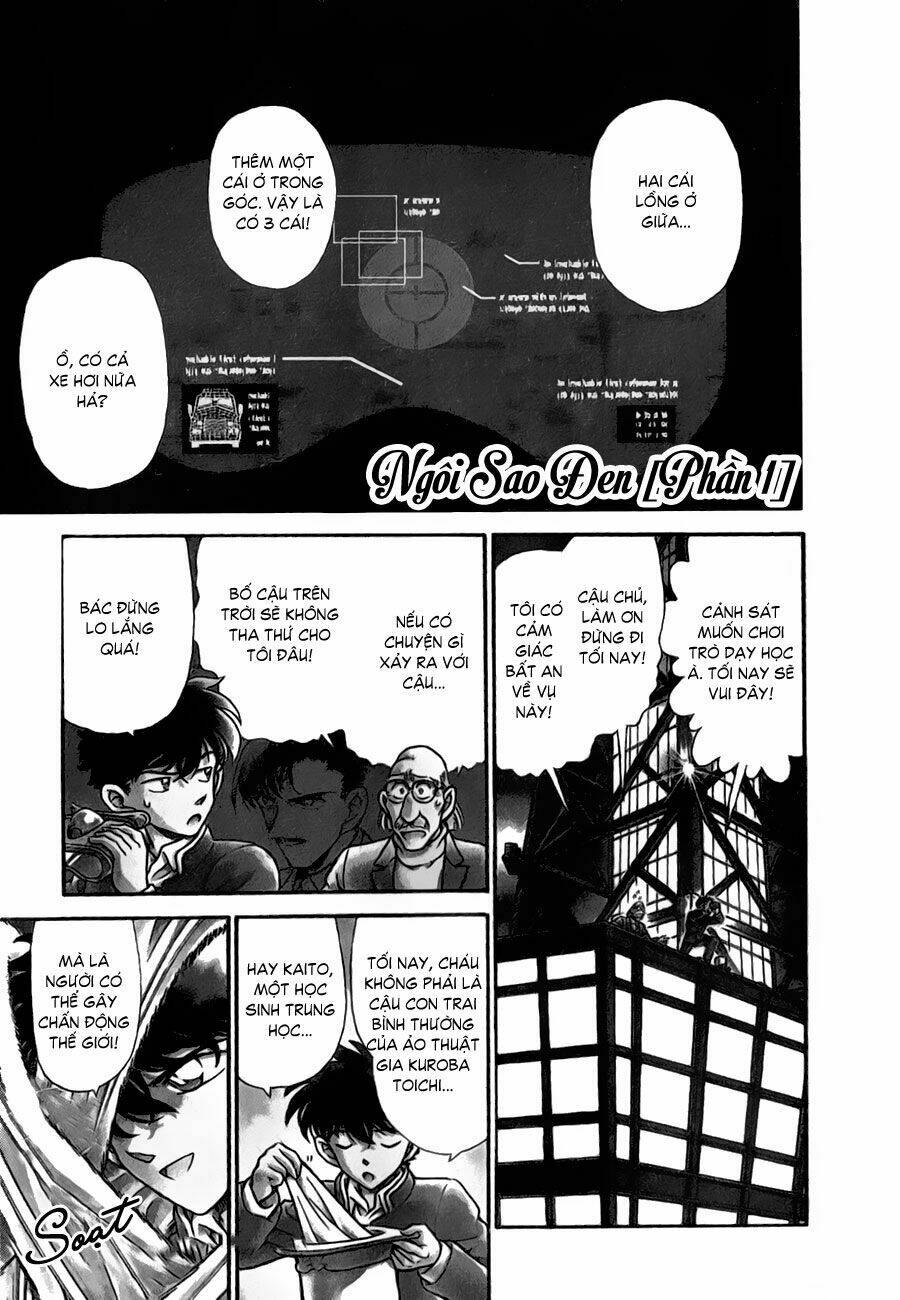 HAI CÁI
LỒNG Ở
GIỮA...
THÊM MỘT
CÁI Ở TRONG
GÓC. VẬY LÀ
CÓ 3 CÁI!
Ồ, CÓ CẢ
XE HƠI NỮA
HẢ?
Ngôi Sao Đen [Phần 1]
CẢNH SÁT
MUỐN CHƠI
TRÒ DẠY HỌC
À. TỐI NAY SẼ
VUI ĐÂY!
CẬU CHỦ,
LÀM ƠN
ĐỪNG ĐI
TỐI NAY!
TÔI CÓ
CẢM
GIÁC
BẤT AN
VỀ VỤ
NÀY!
NẾU CÓ
CHUYỆN GÌ
XẢY RA VỚI
CẬU...
BỐ CẬU TRÊN
TRỜI SẼ KHÔNG
THA THỨ CHO
TÔI ĐÂU!
BÁC ĐỪNG
LO LẮNG
QUÁ!
TỐI NAY, CHÁU
KHÔNG PHẢI LÀ
CẬU CON TRAI
BÌNH THƯỜNG
CỦA ẢO THUẬT
GIA KUROBA
TOICHI...
HAY KAITO,
MỘT HỌC
SINH TRUNG
HỌC...
MÀ LÀ
NGƯỜI CÓ
THỂ GÂY
CHẤN ĐỘNG
THẾ GIỚI!
Soạt